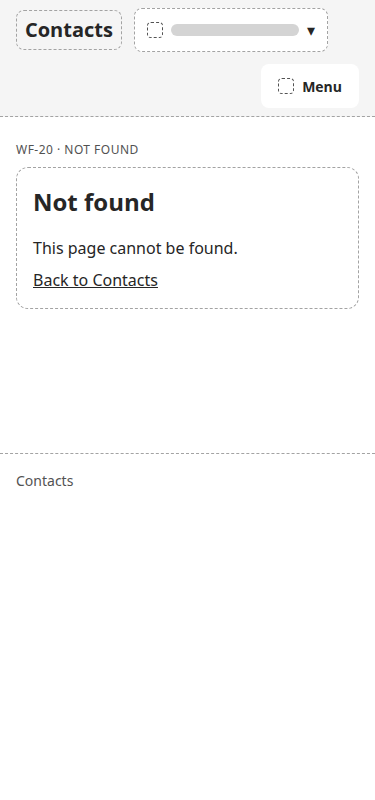 Contacts
▾
Menu
WF-20 · NOT FOUND
Not found
This page cannot be found.
Back to Contacts
Contacts